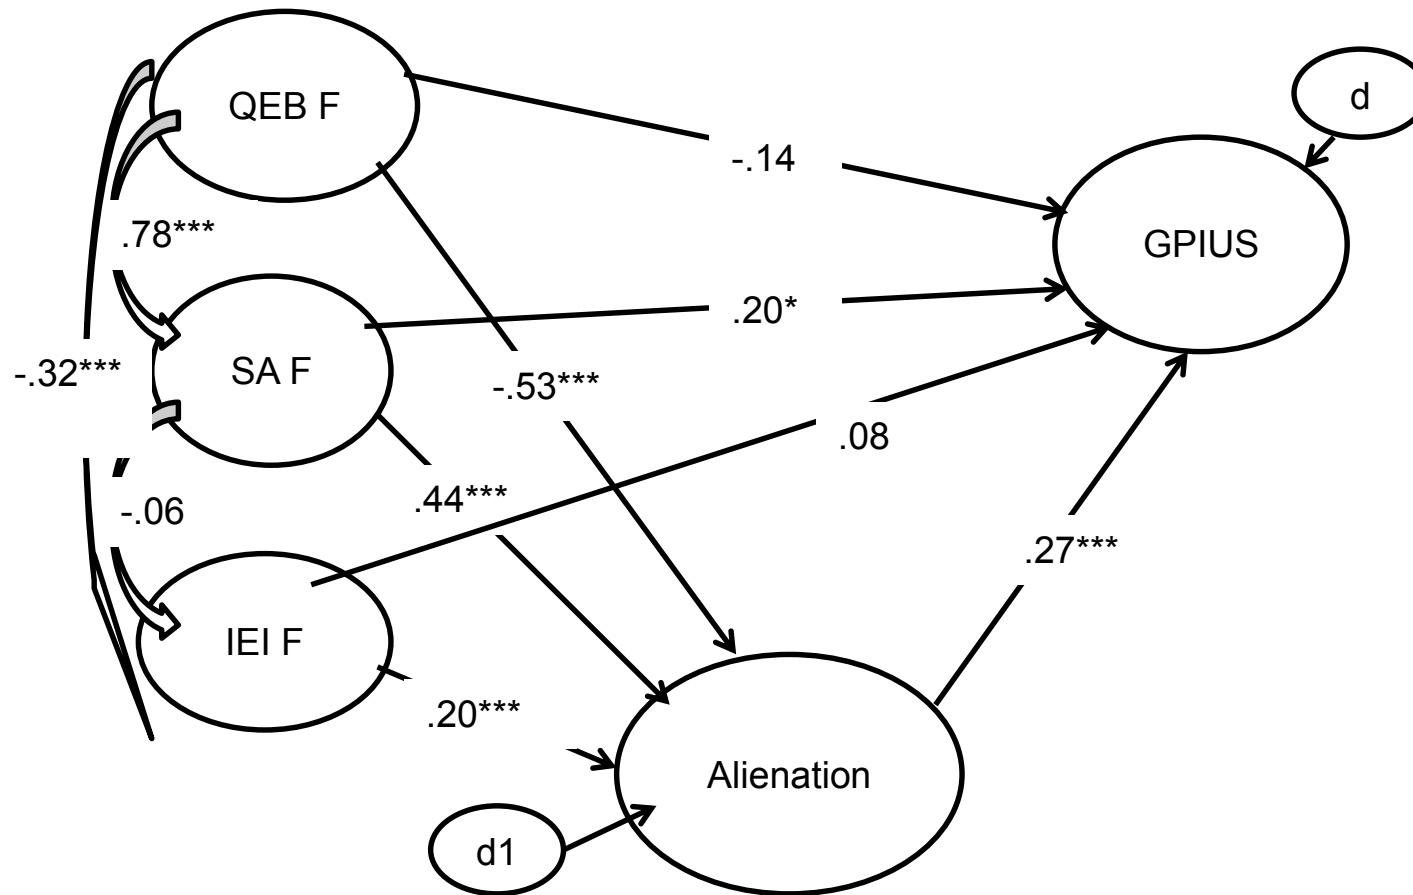 QEB F
d
-.14
.78***
GPIUS
.20*
SA F
-.32***
-.53***
.08
.44***
-.06
.27***
IEI F
.20***
Alienation
d1